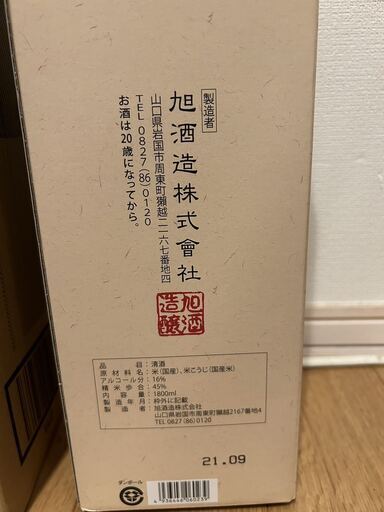 製造者
旭酒造株式會社
山口県岩国市周東町獺越二一六七番地四
TEL 0827(86)0120
お酒は20歳になってから。
旭酒
造醸
品目：清酒
原材料名：米(国産)、米こうじ(国産米)
アルコール分：16%
精米歩合：45%
内容量：1800ml
製造年月：枠外に記載
製造者：旭酒造株式会社
山口県岩国市周東町獺越2167番地4
TEL 0827(86)0120
21.09
ダンボール
4 936446 060239